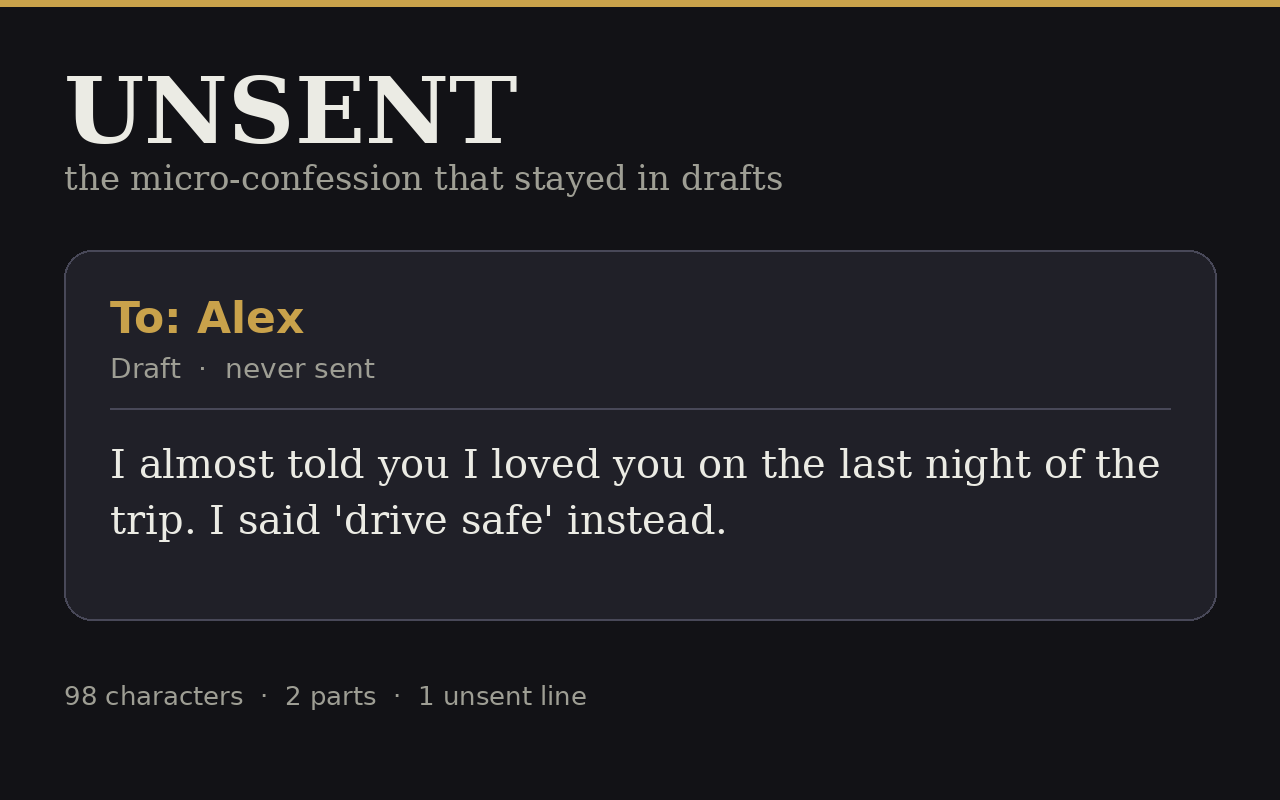 UNSENT
the micro-confession that stayed in drafts
To: Alex
Draft · never sent
I almost told you I loved you on the last night of the
trip. I said 'drive safe' instead.
98 characters · 2 parts · 1 unsent line